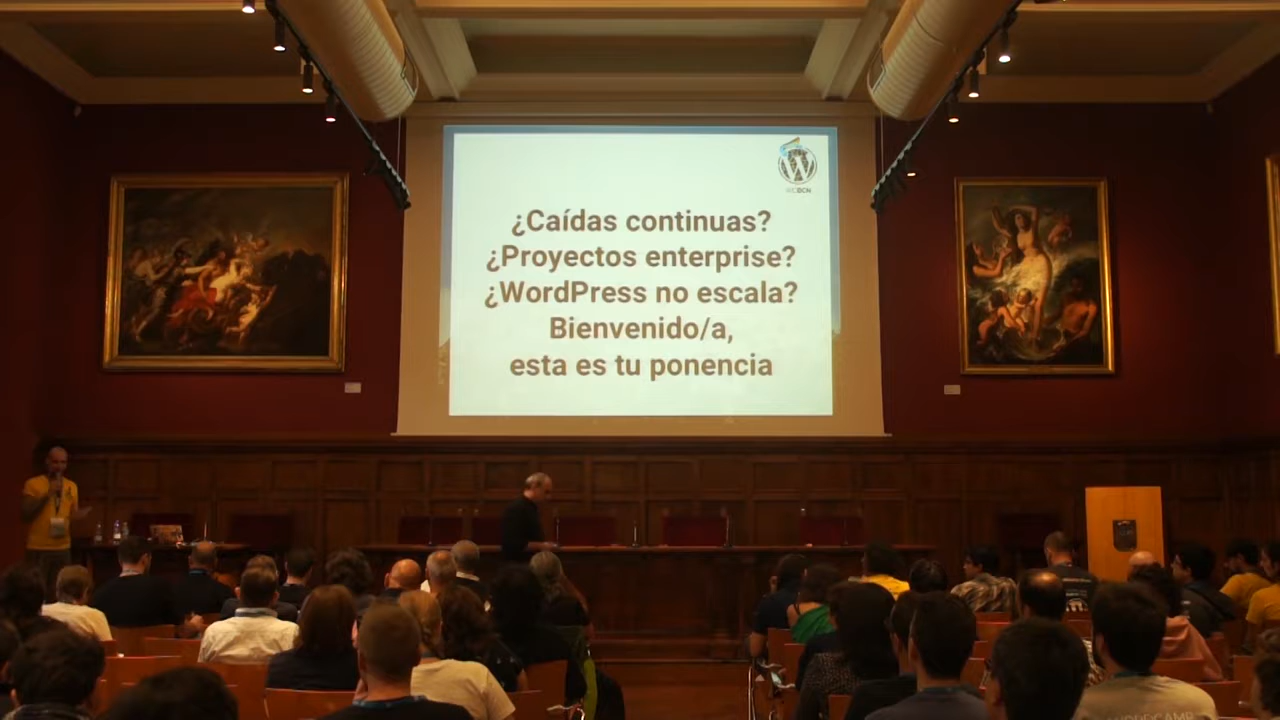 W
¿Caídas continuas?
¿Proyectos enterprise?
¿WordPress no escala?
Bienvenido/a,
esta es tu ponencia